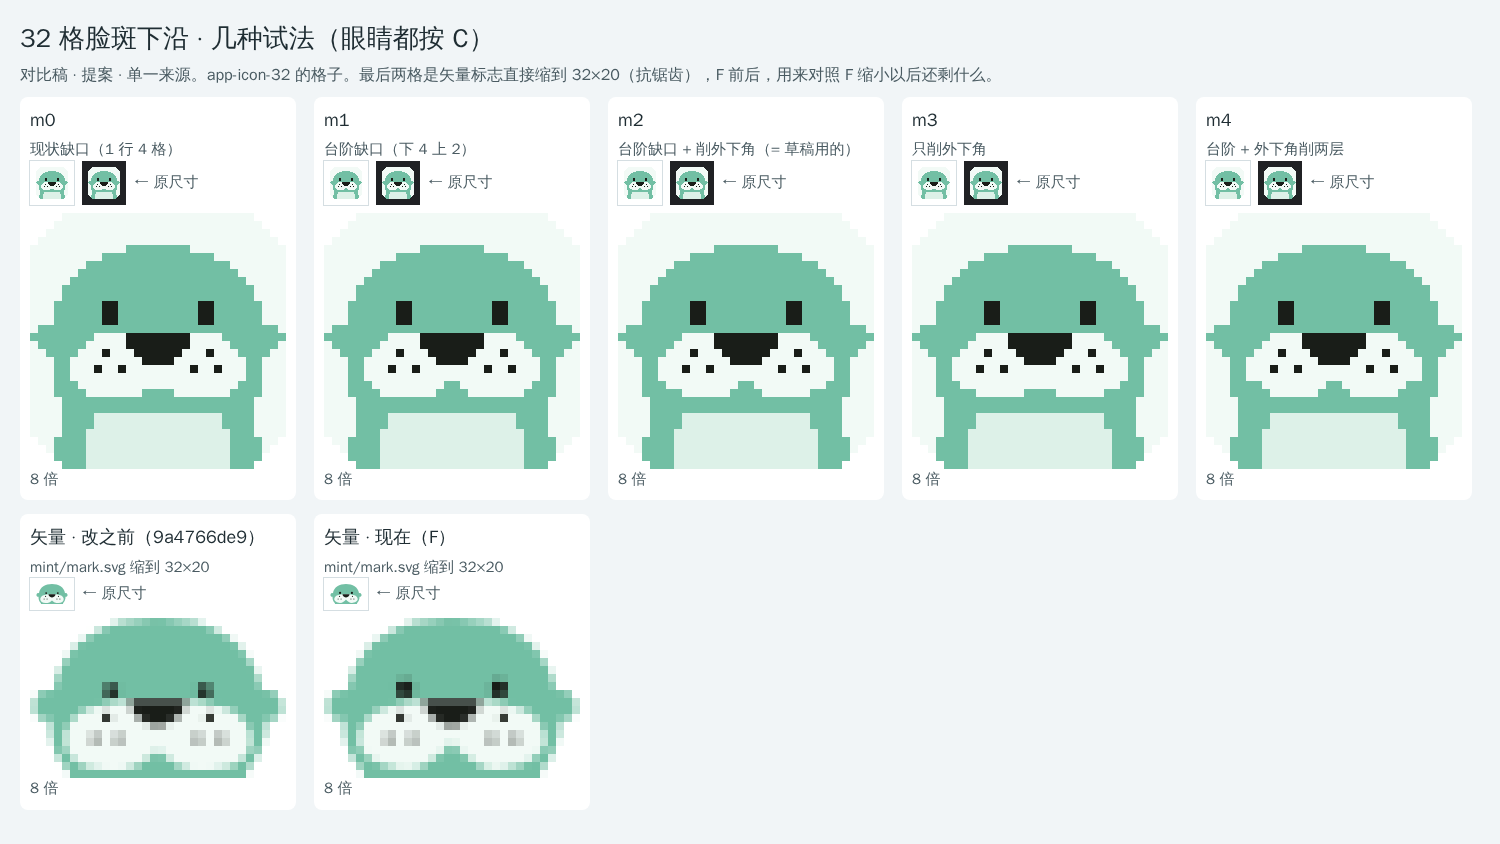 32 格脸斑下沿 · 几种试法（眼睛都按 C）
对比稿 · 提案 · 单一来源。app-icon-32 的格子。最后两格是矢量标志直接缩到 32×20（抗锯齿），F 前后，用来对照 F 缩小以后还剩什么。
m0
现状缺口（1 行 4 格）
← 原尺寸
8 倍
m1
台阶缺口（下 4 上 2）
← 原尺寸
8 倍
m2
台阶缺口 + 削外下角（= 草稿用的）
← 原尺寸
8 倍
m3
只削外下角
← 原尺寸
8 倍
m4
台阶 + 外下角削两层
← 原尺寸
8 倍
矢量 · 改之前（9a4766de9）
mint/mark.svg 缩到 32×20
← 原尺寸
8 倍
矢量 · 现在（F）
mint/mark.svg 缩到 32×20
← 原尺寸
8 倍